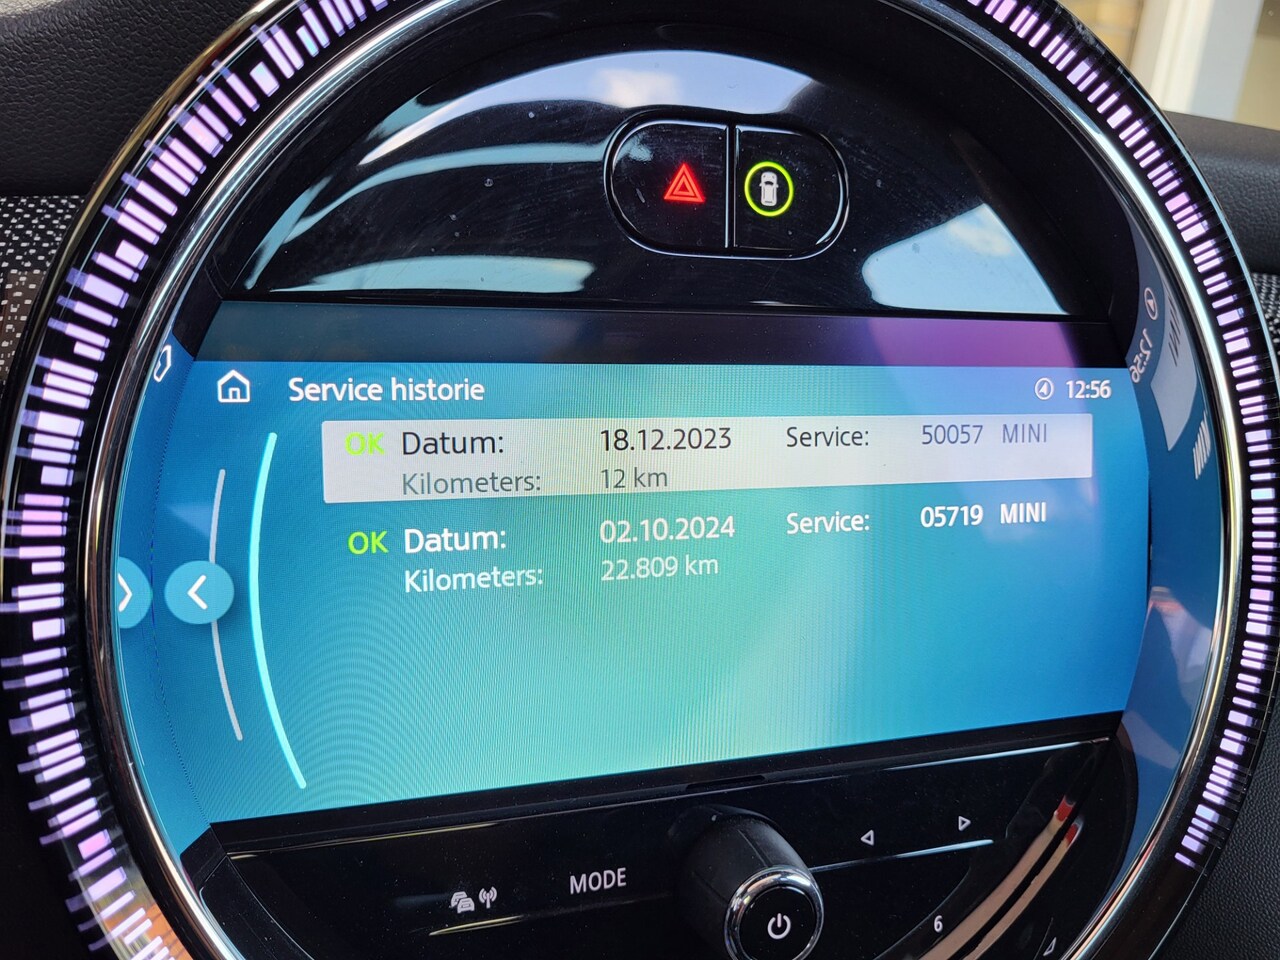 Service historie 12:56
OK Datum: 18.12.2023 Service: 50057 MINI
Kilometers: 12 km
OK Datum: 02.10.2024 Service: 05719 MINI
Kilometers: 22.809 km
MODE
6